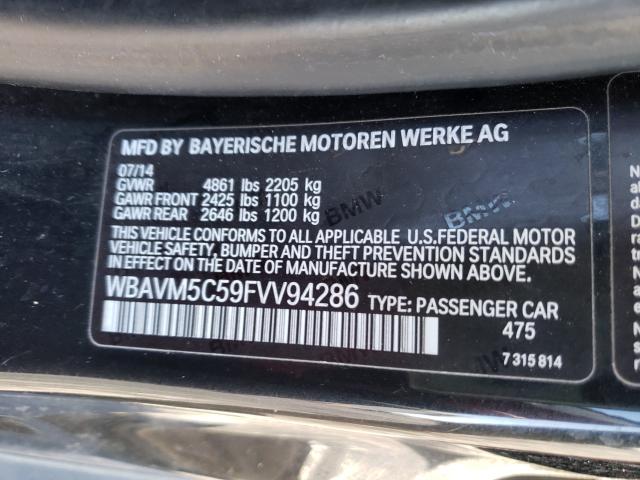 MFD BY BAYERISCHE MOTOREN WERKE AG
07/14
GVWR 4861 lbs 2205 kg
GAWR FRONT 2425 lbs 1100 kg
GAWR REAR 2646 lbs 1200 kg
THIS VEHICLE CONFORMS TO ALL APPLICABLE U.S.FEDERAL MOTOR
VEHICLE SAFETY, BUMPER AND THEFT PREVENTION STANDARDS
IN EFFECT ON THE DATE OF MANUFACTURE SHOWN ABOVE.
WBAVM5C59FVV94286 TYPE: PASSENGER CAR
475
7 315 814
BMW
BMW
BMW